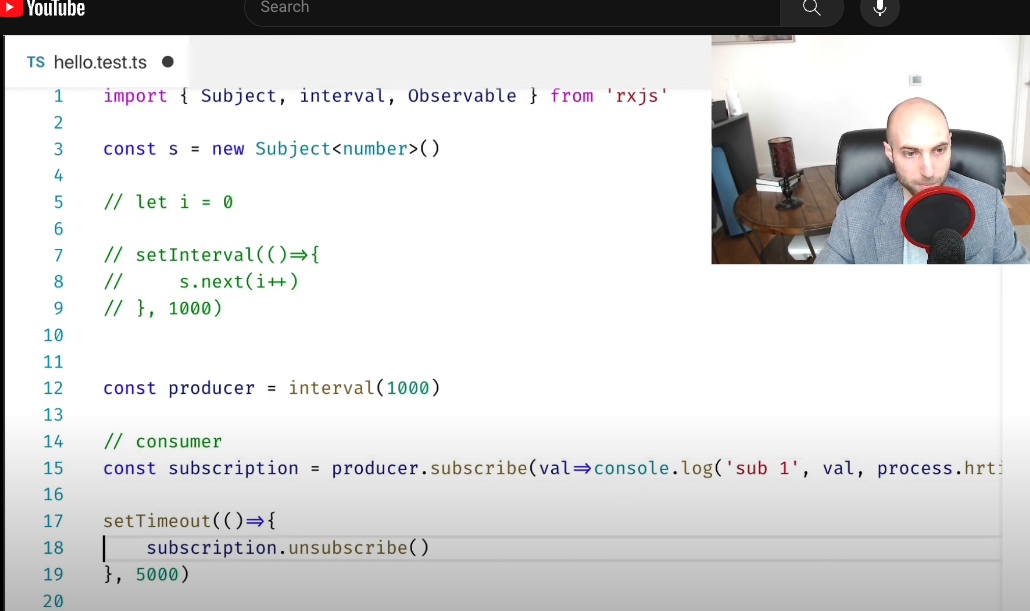 YouTube
Search
TS hello.test.ts
1 import { Subject, interval, Observable } from 'rxjs'
2
3 const s = new Subject<number>()
4
5 // let i = 0
6
7 // setInterval(()=>{
8 //     s.next(i++)
9 // }, 1000)
10
11
12 const producer = interval(1000)
13
14 // consumer
15 const subscription = producer.subscribe(val=>console.log('sub 1', val, process.hrti
16
17 setTimeout(()=>{
18     subscription.unsubscribe()
19 }, 5000)
20